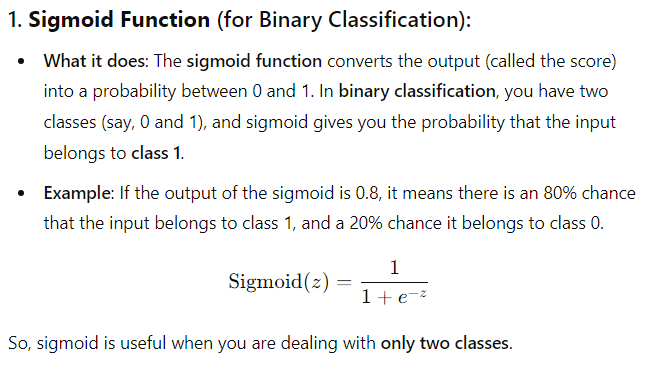 1. Sigmoid Function (for Binary Classification):
• What it does: The sigmoid function converts the output (called the score)
into a probability between 0 and 1. In binary classification, you have two
classes (say, 0 and 1), and sigmoid gives you the probability that the input
belongs to class 1.
• Example: If the output of the sigmoid is 0.8, it means there is an 80% chance
that the input belongs to class 1, and a 20% chance it belongs to class 0.
Sigmoid(z) = 1 / (1 + e^{-z})
So, sigmoid is useful when you are dealing with only two classes.